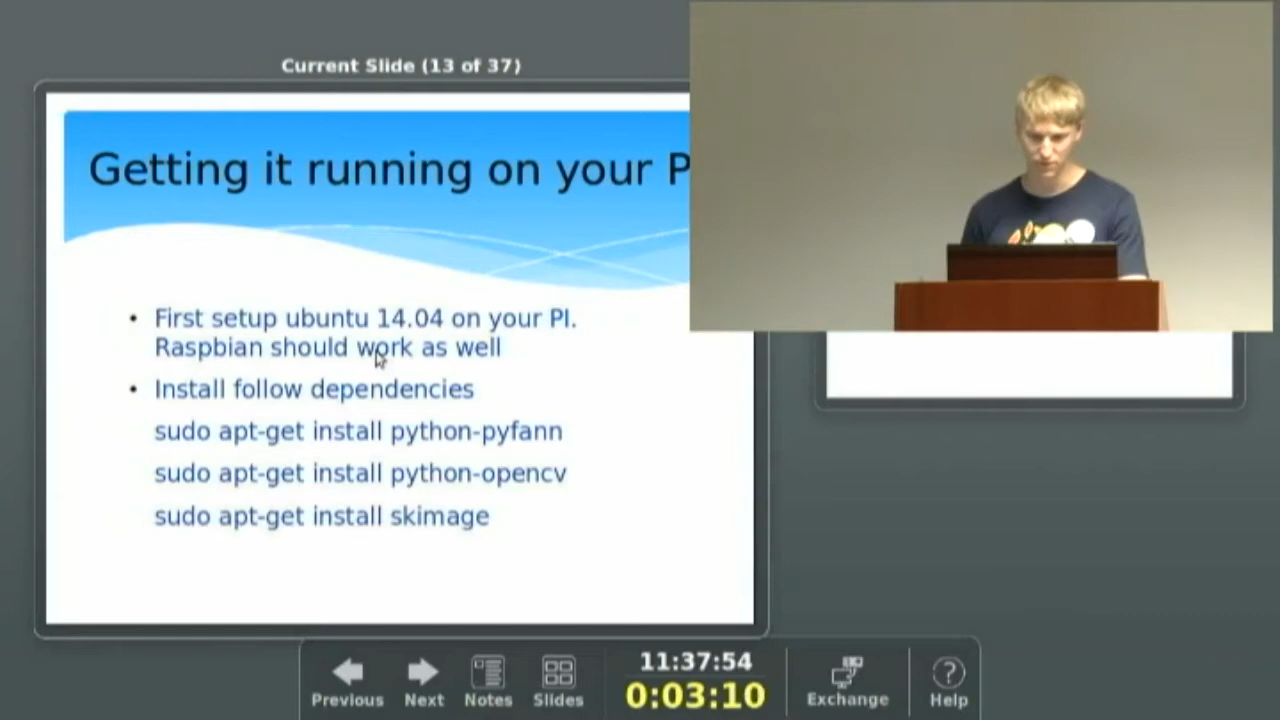 Current Slide (13 of 37)
Getting it running on your P
First setup ubuntu 14.04 on your PI.
Raspbian should work as well
Install follow dependencies
sudo apt-get install python-pyfann
sudo apt-get install python-opencv
sudo apt-get install skimage
Previous
Next
Notes
Slides
11:37:54
0:03:10
Exchange
Help